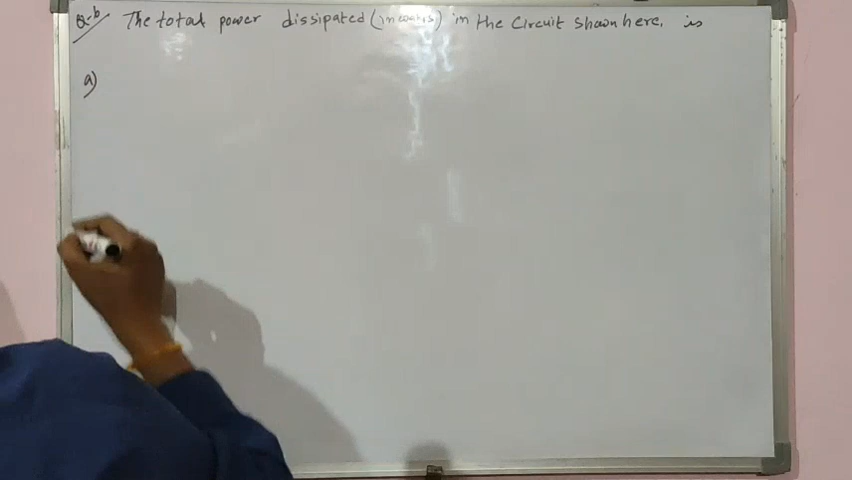 Q.6 The total power dissipated (in watts) in the Circuit Shown here, is
a)